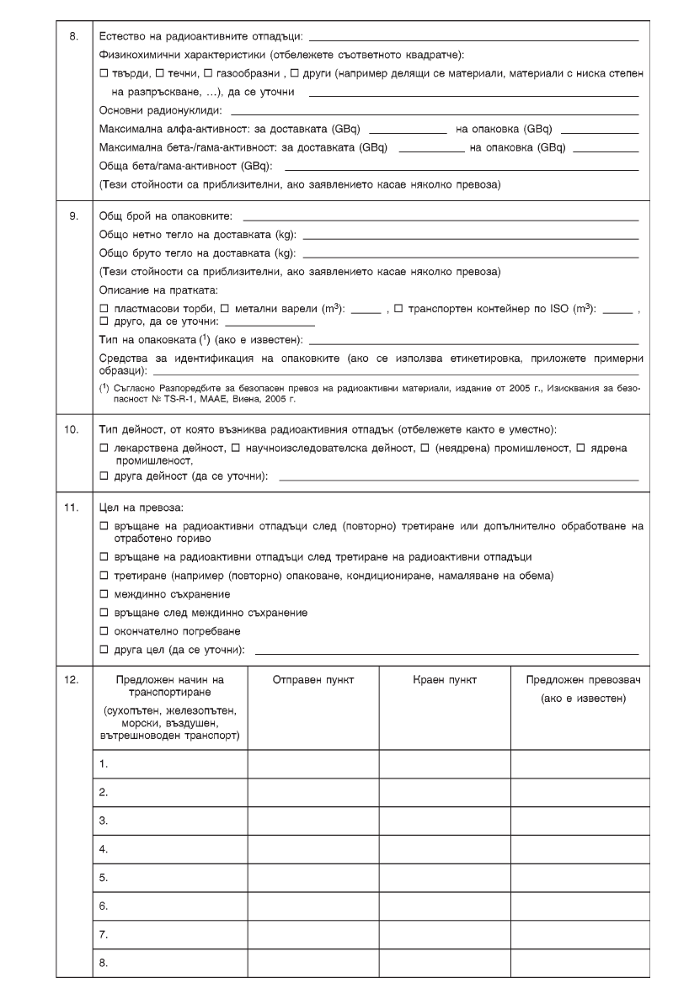 8. Естество на радиоактивните отпадъци:
Физикохимични характеристики (отбележете съответното квадратче):
☐ твърди, ☐ течни, ☐ газообразни , ☐ други (например делящи се материали, материали с ниска степен
на разпръскване, …), да се уточни
Основни радионуклиди:
Максимална алфа-активност: за доставката (GBq) на опаковка (GBq)
Максимална бета-/гама-активност: за доставката (GBq) на опаковка (GBq)
Обща бета/гама-активност (GBq):
(Тези стойности са приблизителни, ако заявлението касае няколко превоза)
9. Общ брой на опаковките:
Общо нетно тегло на доставката (kg):
Общо бруто тегло на доставката (kg):
(Тези стойности са приблизителни, ако заявлението касае няколко превоза)
Описание на пратката:
☐ пластмасови торби, ☐ метални варели (m³): , ☐ транспортен контейнер по ISO (m³): ,
☐ друго, да се уточни:
Тип на опаковката (¹) (ако е известен):
Средства за идентификация на опаковките (ако се използва етикетировка, приложете примерни
образци):
(¹) Съгласно Разпоредбите за безопасен превоз на радиоактивни материали, издание от 2005 г., Изисквания за безо-
пасност № TS-R-1, МААЕ, Виена, 2005 г.
10. Тип дейност, от която възниква радиоактивния отпадък (отбележете както е уместно):
☐ лекарствена дейност, ☐ научноизследователска дейност, ☐ (неядрена) промишленост, ☐ ядрена
промишленост,
☐ друга дейност (да се уточни):
11. Цел на превоза:
☐ връщане на радиоактивни отпадъци след (повторно) третиране или допълнително обработване на
отработено гориво
☐ връщане на радиоактивни отпадъци след третиране на радиоактивни отпадъци
☐ третиране (например (повторно) опаковане, кондициониране, намаляване на обема)
☐ междинно съхранение
☐ връщане след междинно съхранение
☐ окончателно погребване
☐ друга цел (да се уточни):
12. Предложен начин на Отправен пункт Краен пункт Предложен превозвач
транспортиране (ако е известен)
(сухопътен, железопътен,
морски, въздушен,
вътрешноводен транспорт)
1.
2.
3.
4.
5.
6.
7.
8.